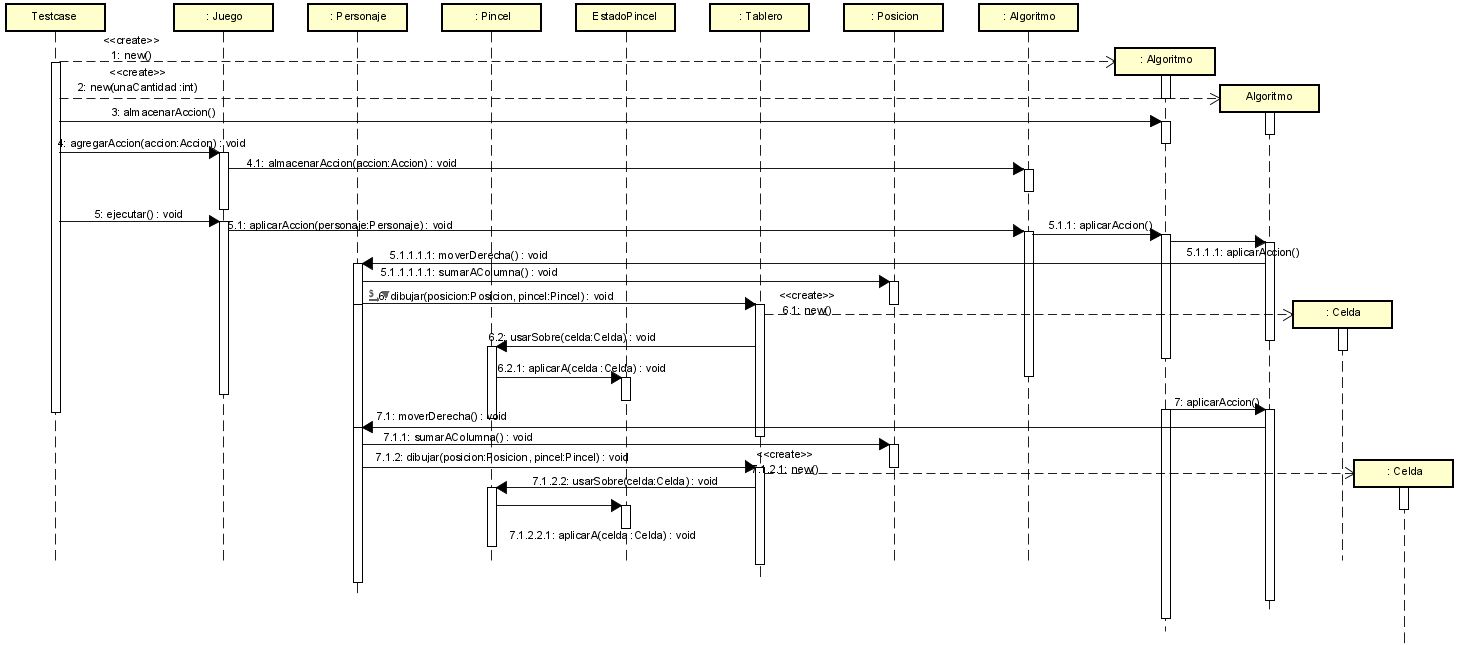 Testcase
: Juego
: Personaje
: Pincel
EstadoPincel
: Tablero
: Posicion
: Algoritmo
<<create>>
1: new()
: Algoritmo
<<create>>
2: new(unaCantidad :int)
Algoritmo
3: almacenarAccion()
4: agregarAccion(accion:Accion) : void
4.1: almacenarAccion(accion:Accion) : void
5: ejecutar() : void
5.1: aplicarAccion(personaje:Personaje) : void
5.1.1: aplicarAccion()
5.1.1.1: aplicarAccion()
5.1.1.1.1: moverDerecha() : void
5.1.1.1.1.1: sumarAColumna() : void
6: dibujar(posicion:Posicion, pincel:Pincel) : void
<<create>>
6.1: new()
: Celda
6.2: usarSobre(celda:Celda) : void
6.2.1: aplicarA(celda :Celda) : void
7: aplicarAccion()
7.1: moverDerecha() : void
7.1.1: sumarAColumna() : void
7.1.2: dibujar(posicion:Posicion, pincel:Pincel) : void
<<create>>
7.1.2.1: new()
: Celda
7.1.2.2: usarSobre(celda:Celda) : void
7.1.2.2.1: aplicarA(celda :Celda) : void